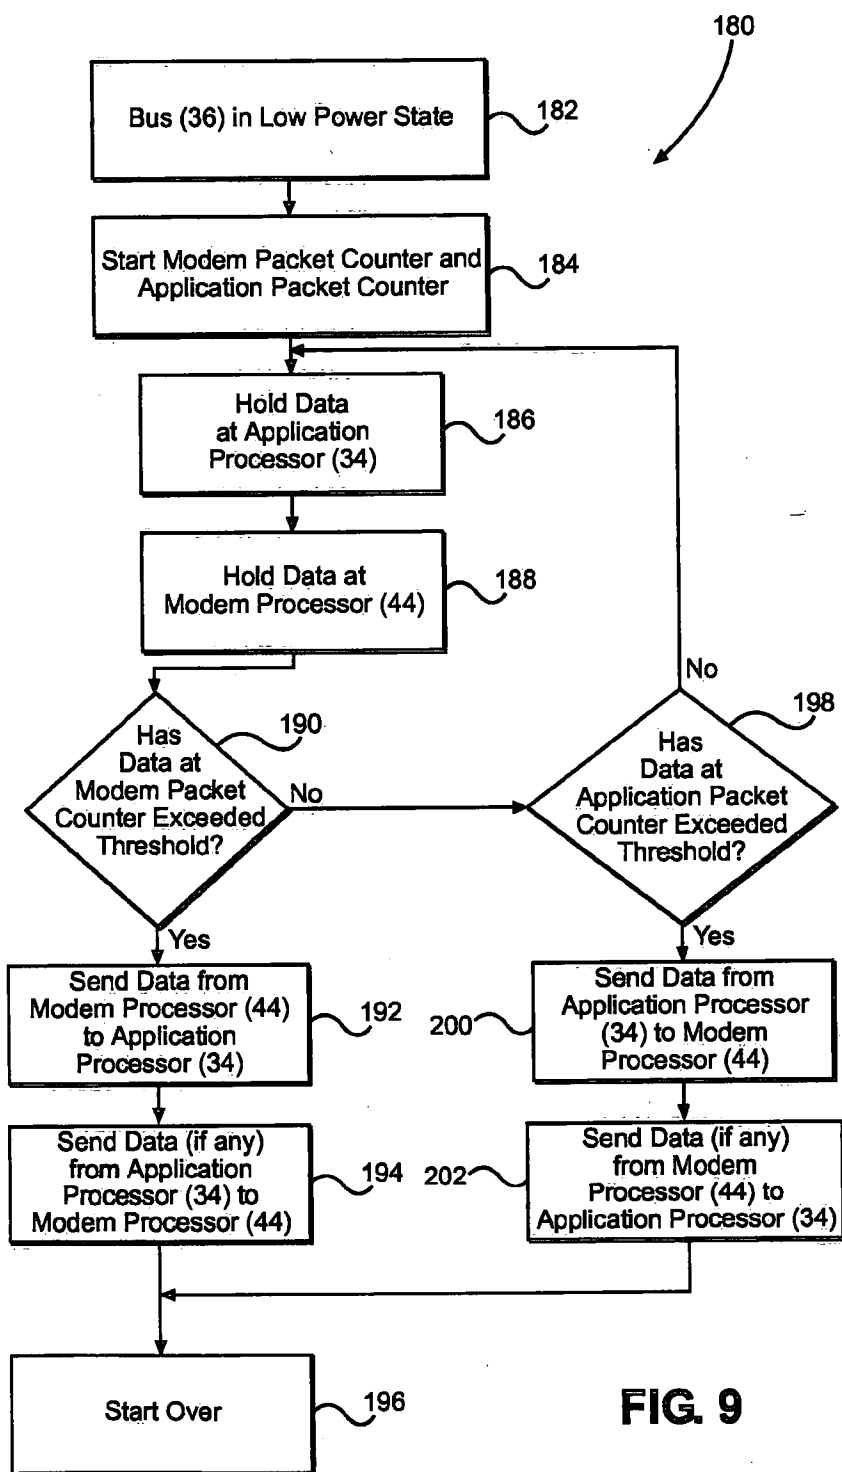 180
Bus (36) in Low Power State
182
Start Modem Packet Counter and
Application Packet Counter
184
Hold Data
at Application
Processor (34)
186
Hold Data at
Modem Processor (44)
188
Has
Data at
Modem Packet
Counter Exceeded
Threshold?
190
No
Yes
Has
Data at
Application Packet
Counter Exceeded
Threshold?
198
No
Yes
Send Data from
Modem Processor (44)
to Application
Processor (34)
192
200
Send Data from
Application Processor
(34) to Modem
Processor (44)
Send Data (if any)
from Application
Processor (34) to
Modem Processor (44)
194
202
Send Data (if any)
from Modem
Processor (44) to
Application Processor (34)
Start Over
196
FIG. 9